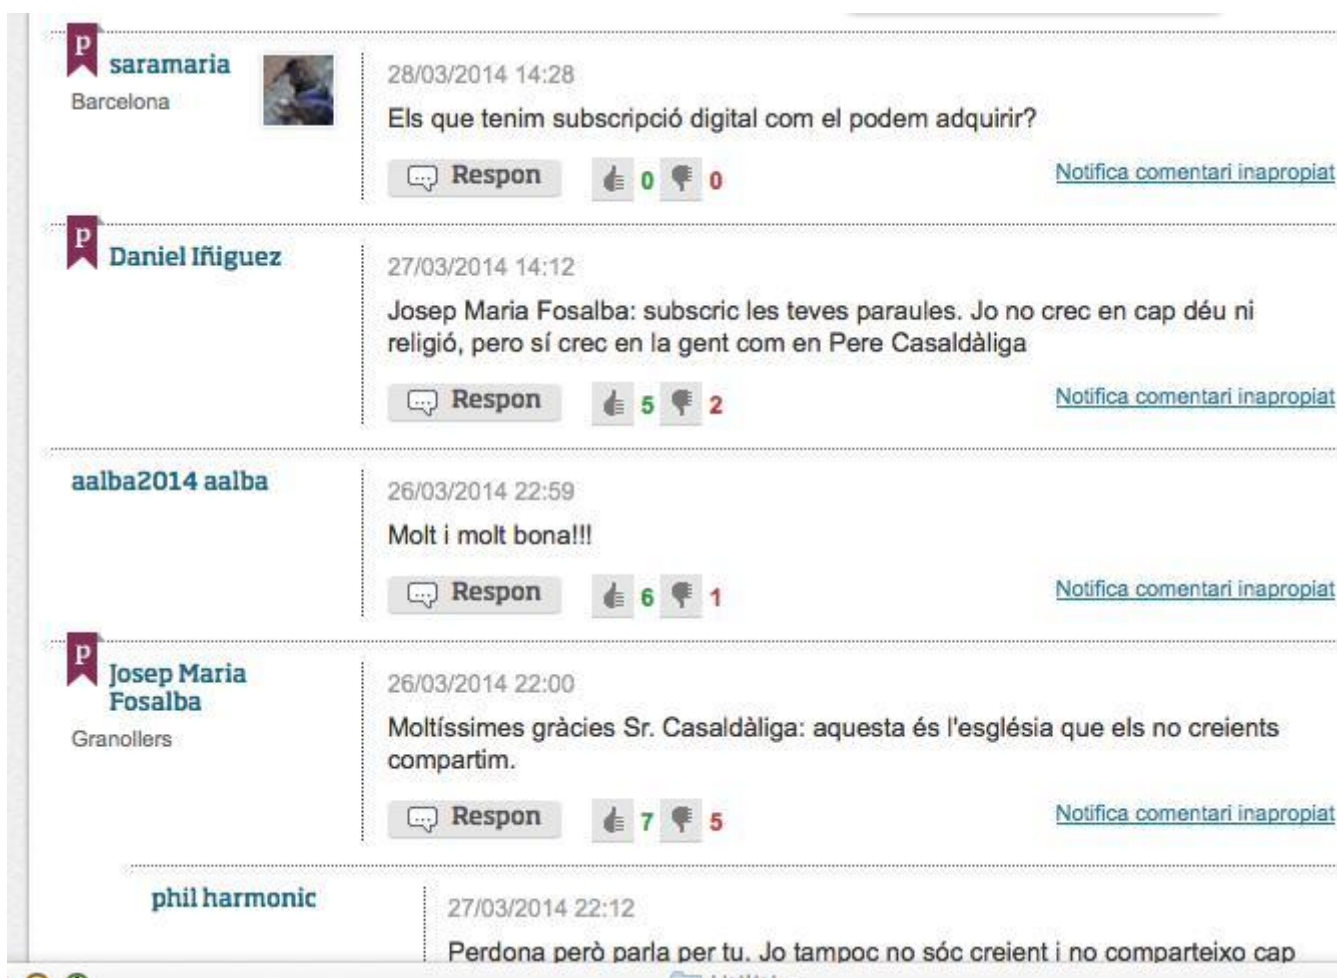 p
saramaria
Barcelona
28/03/2014 14:28
Els que tenim subscripció digital com el podem adquirir?
Respon 0 0
Notifica comentari inapropiat
p
Daniel Iñiguez
27/03/2014 14:12
Josep Maria Fosalba: subscric les teves paraules. Jo no crec en cap déu ni
religió, pero sí crec en la gent com en Pere Casaldàliga
Respon 5 2
Notifica comentari inapropiat
aalba2014 aalba
26/03/2014 22:59
Molt i molt bona!!!
Respon 6 1
Notifica comentari inapropiat
p
Josep Maria
Fosalba
Granollers
26/03/2014 22:00
Moltíssimes gràcies Sr. Casaldàliga: aquesta és l'església que els no creients
compartim.
Respon 7 5
Notifica comentari inapropiat
phil harmonic
27/03/2014 22:12
Perdona però parla per tu. Jo tampoc no sóc creient i no comparteixo cap